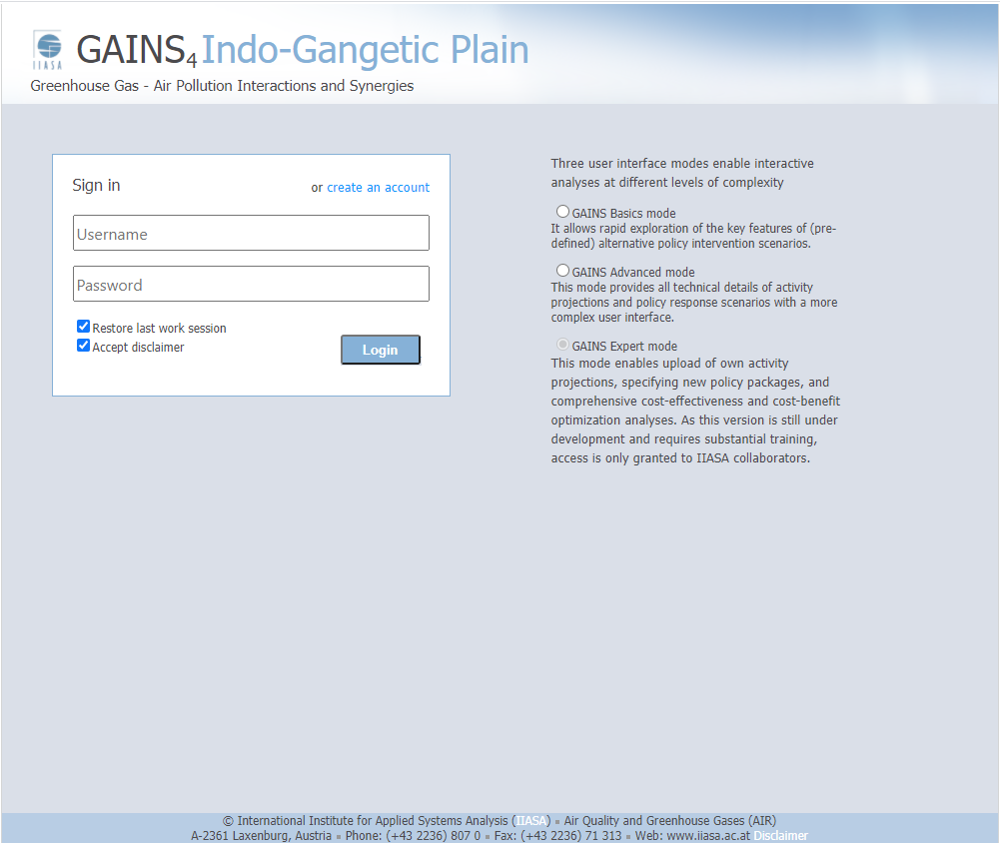 IIASA
GAINS4 Indo-Gangetic Plain
Greenhouse Gas - Air Pollution Interactions and Synergies
Sign in
or create an account
Username
Password
Restore last work session
Accept disclaimer
Login
Three user interface modes enable interactive
analyses at different levels of complexity
GAINS Basics mode
It allows rapid exploration of the key features of (pre-
defined) alternative policy intervention scenarios.
GAINS Advanced mode
This mode provides all technical details of activity
projections and policy response scenarios with a more
complex user interface.
GAINS Expert mode
This mode enables upload of own activity
projections, specifying new policy packages, and
comprehensive cost-effectiveness and cost-benefit
optimization analyses. As this version is still under
development and requires substantial training,
access is only granted to IIASA collaborators.
© International Institute for Applied Systems Analysis (IIASA) ▪ Air Quality and Greenhouse Gases (AIR)
A-2361 Laxenburg, Austria ▪ Phone: (+43 2236) 807 0 ▪ Fax: (+43 2236) 71 313 ▪ Web: www.iiasa.ac.at Disclaimer